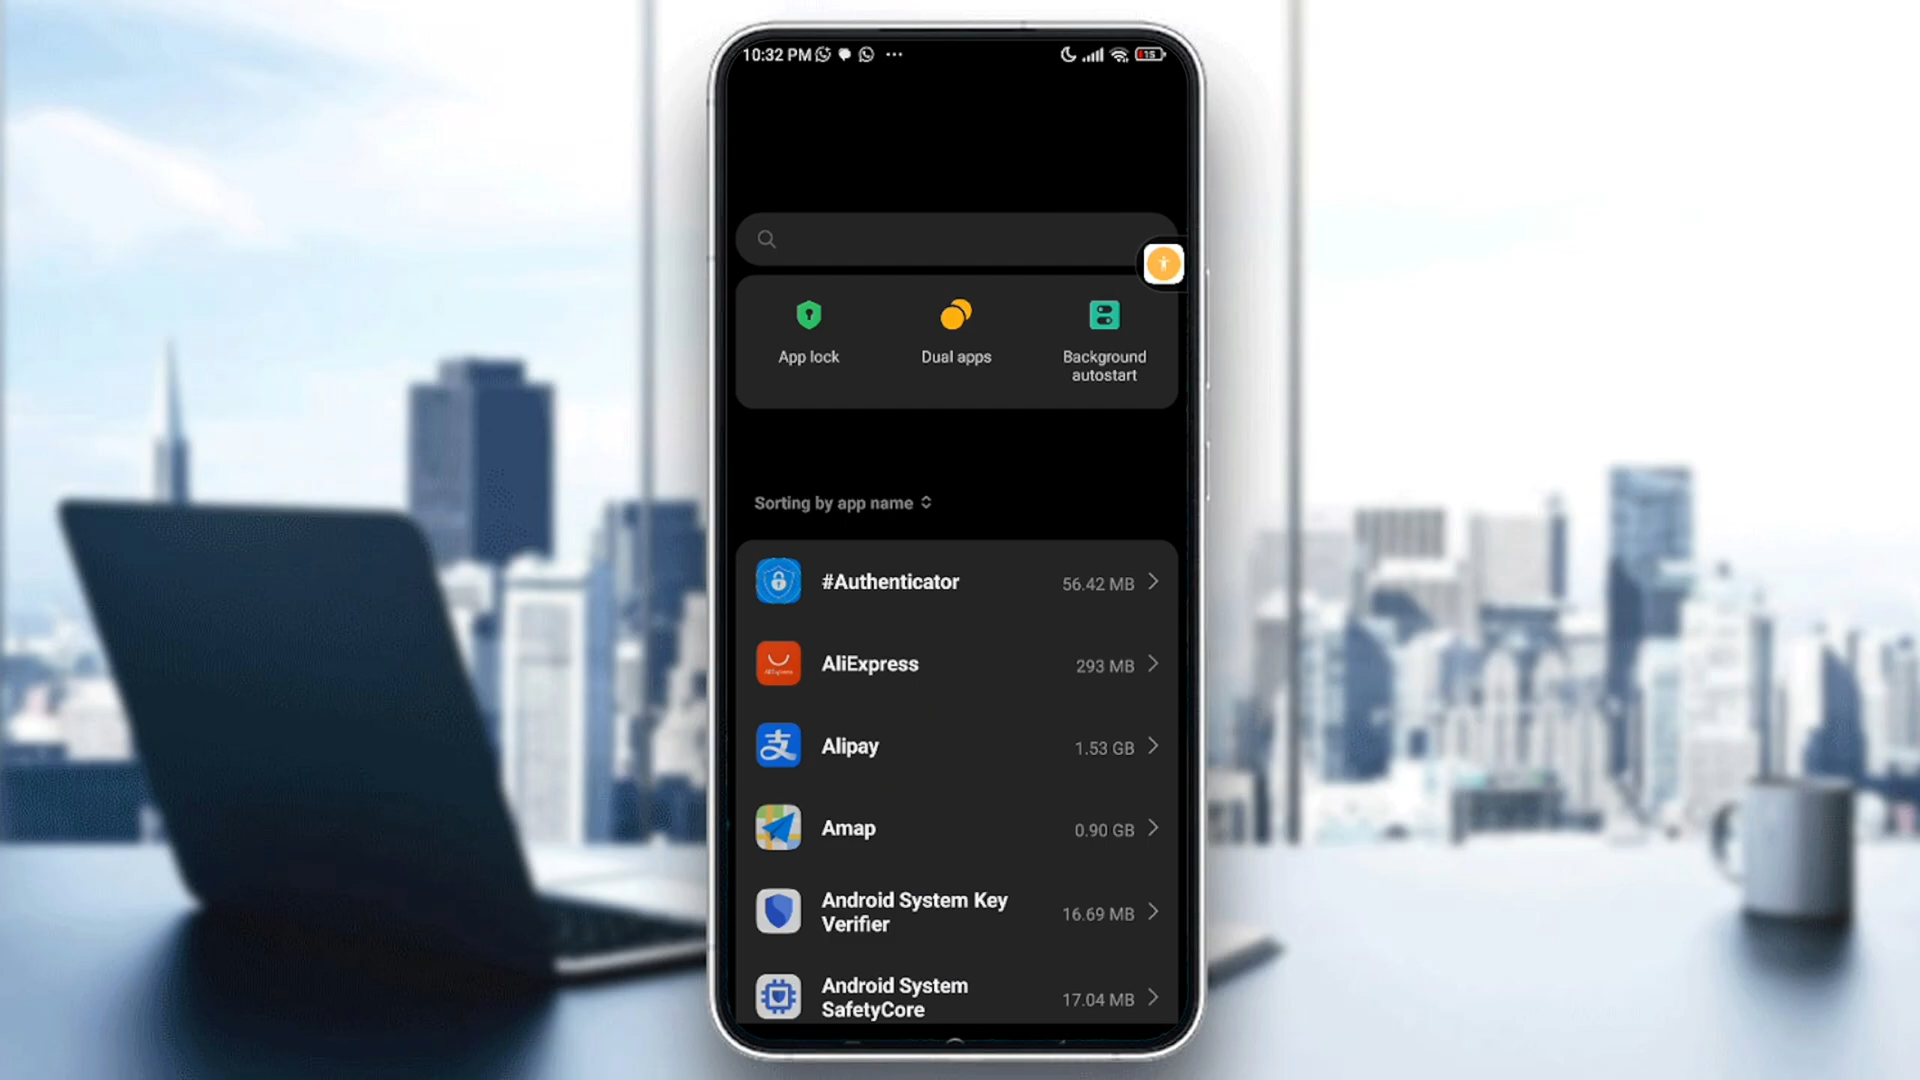 10:32 PM
15
App lock
Dual apps
Background
autostart
Sorting by app name
#Authenticator
56.42 MB
AliExpress
293 MB
支
Alipay
1.53 GB
Amap
0.90 GB
Android System Key
Verifier
16.69 MB
Android System
SafetyCore
17.04 MB